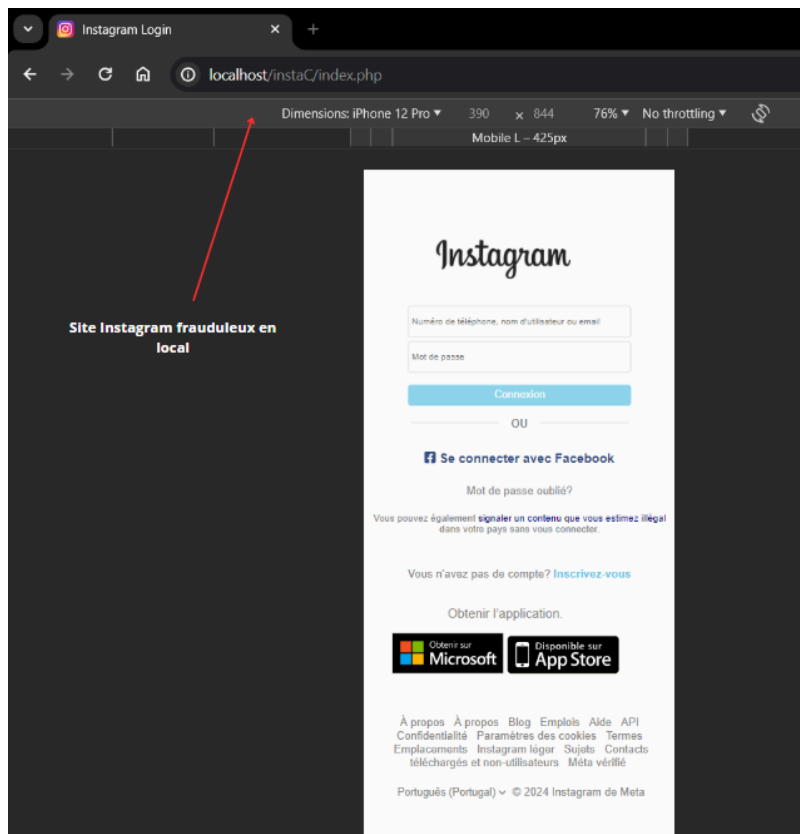 Instagram Login
localhost/instaC/index.php
Dimensions: iPhone 12 Pro 390 x 844 76% No throttling
Mobile L – 425px
Instagram
Site Instagram frauduleux en
local
Numéro de téléphone, nom d'utilisateur ou email
Mot de passe
Connexion
OU
Se connecter avec Facebook
Mot de passe oublié?
Vous pouvez également signaler un contenu que vous estimez illégal
dans votre pays sans vous connecter.
Vous n'avez pas de compte? Inscrivez-vous
Obtenir l'application.
Obtenir sur
Microsoft
Disponible sur
App Store
À propos À propos Blog Emplois Aide API
Confidentialité Paramètres des cookies Termes
Emplacements Instagram léger Sujets Contacts
téléchargés et non-utilisateurs Méta vérifié
Português (Portugal) © 2024 Instagram de Meta